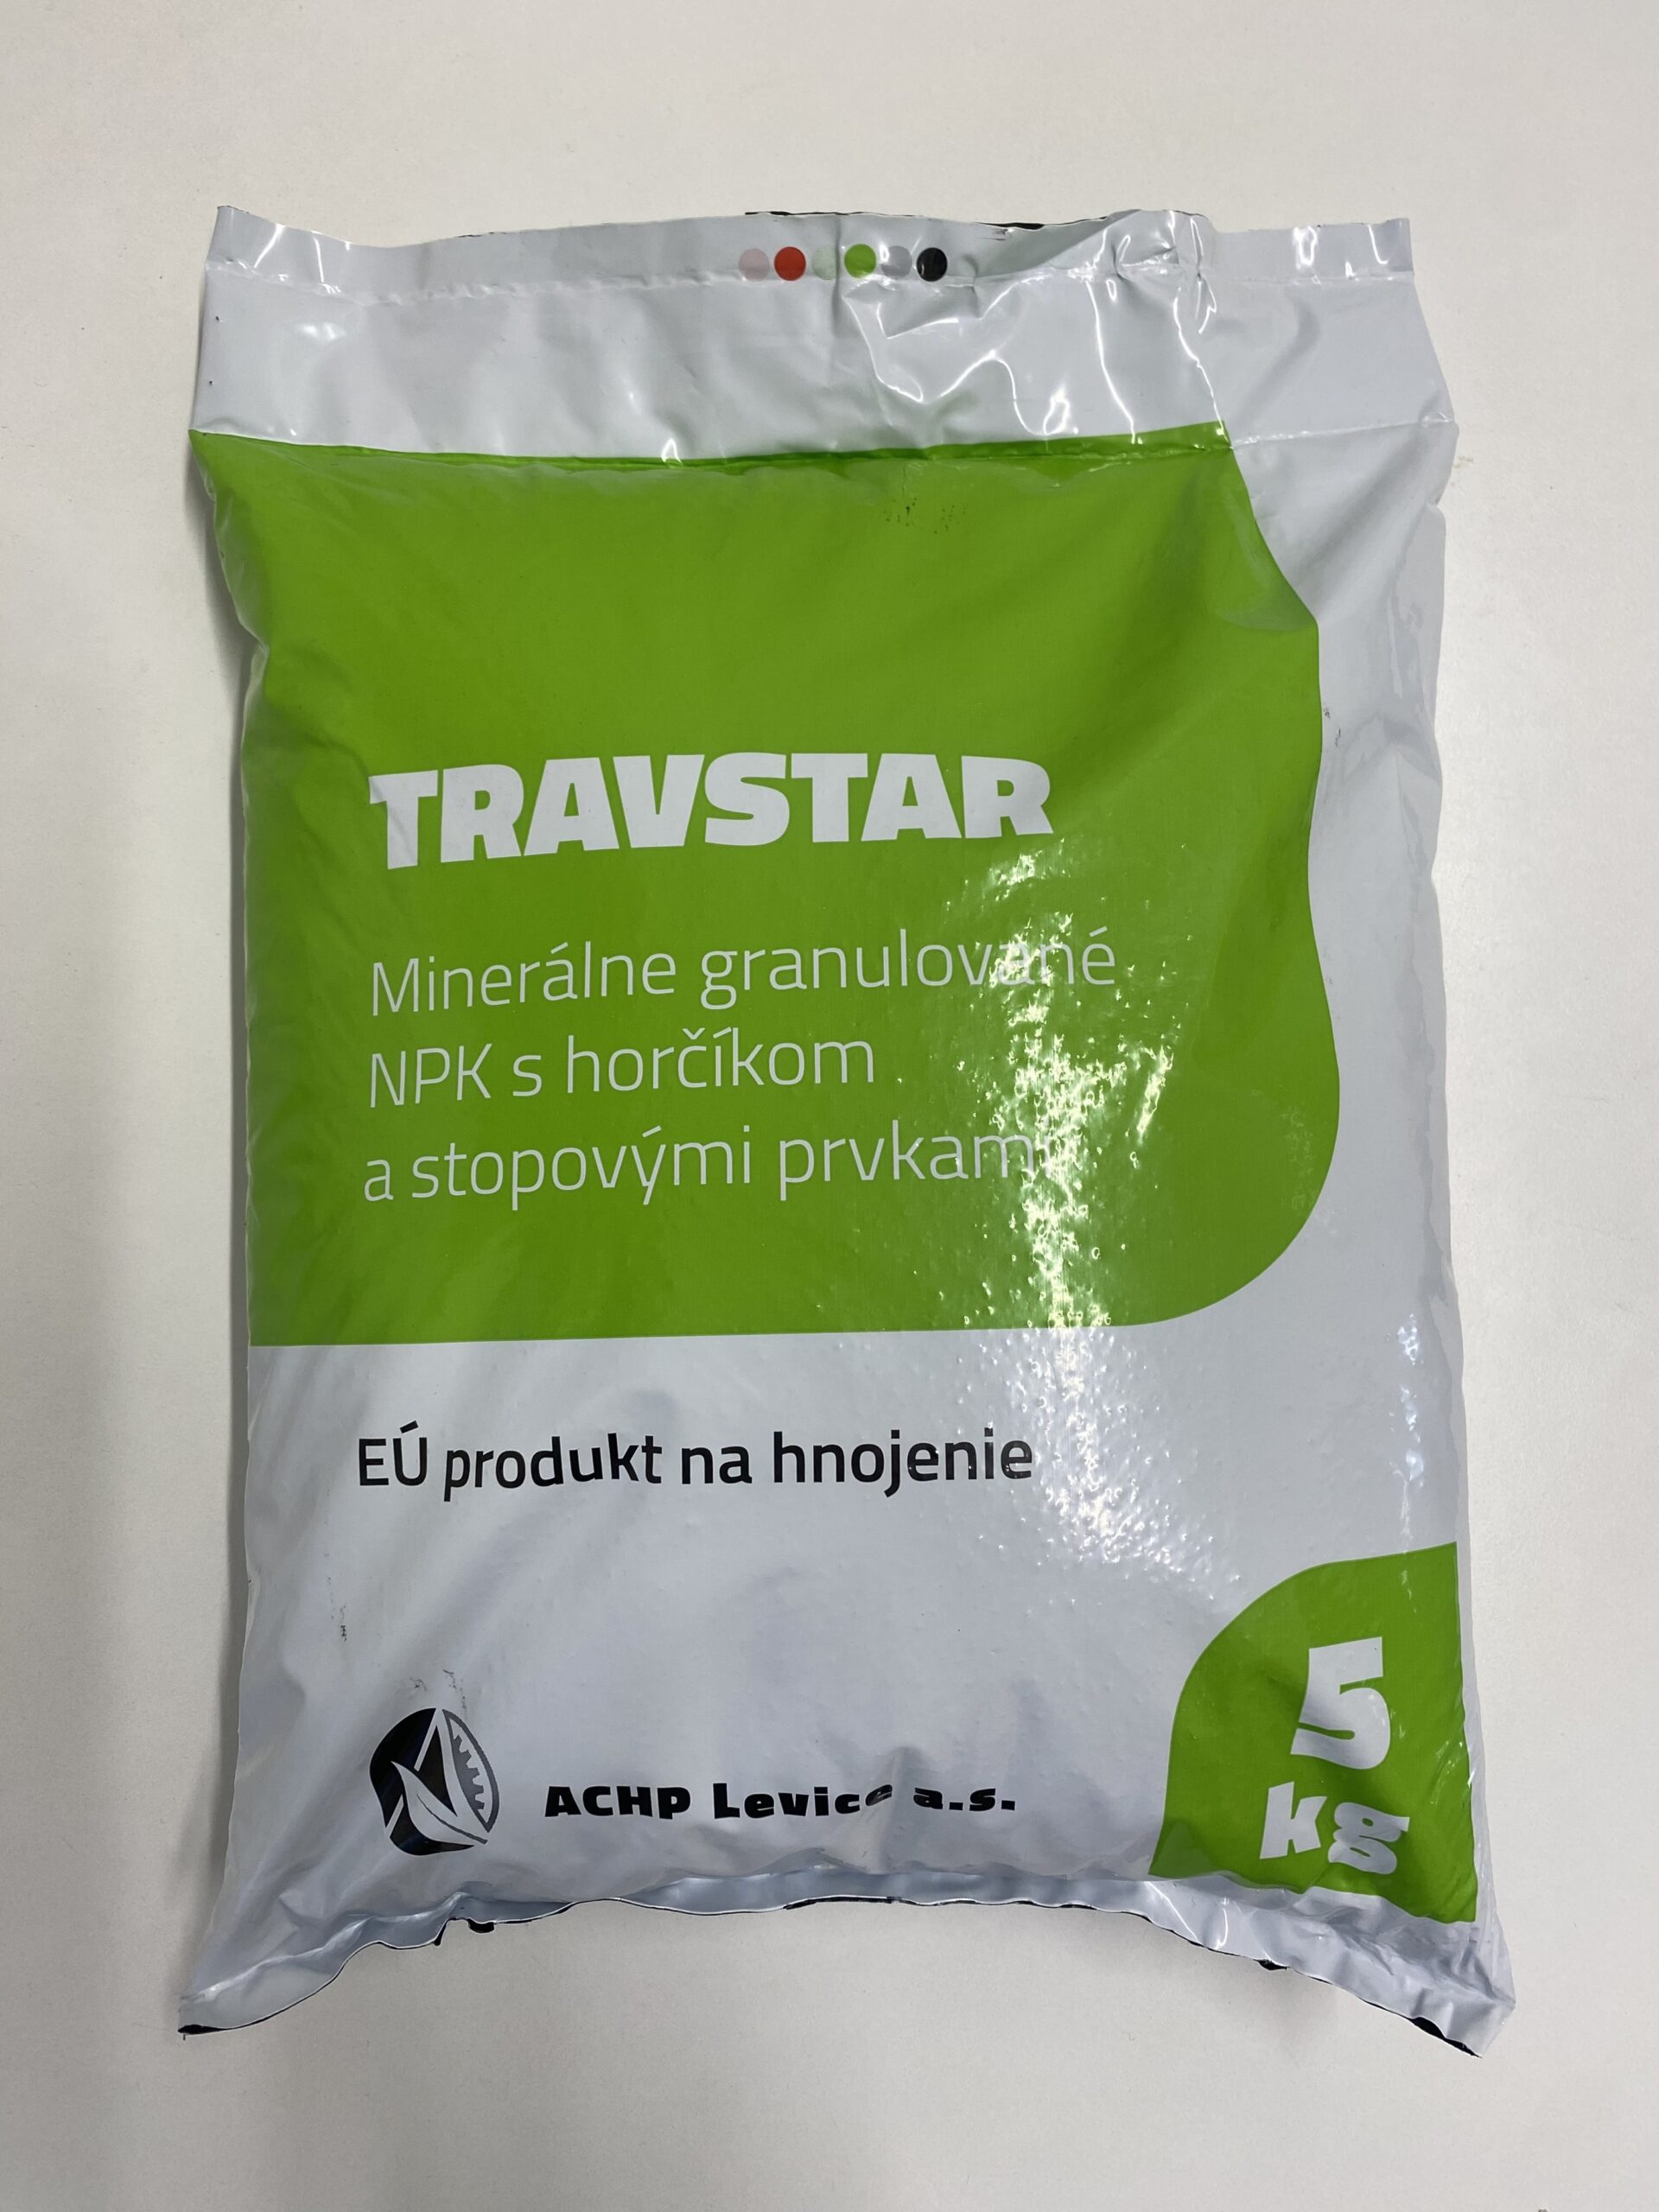 TRAVSTAR
Minerálne granulované
NPK s horčíkom
a stopovými prvkami
EÚ produkt na hnojenie
5
kg
ACHP Levice a.s.